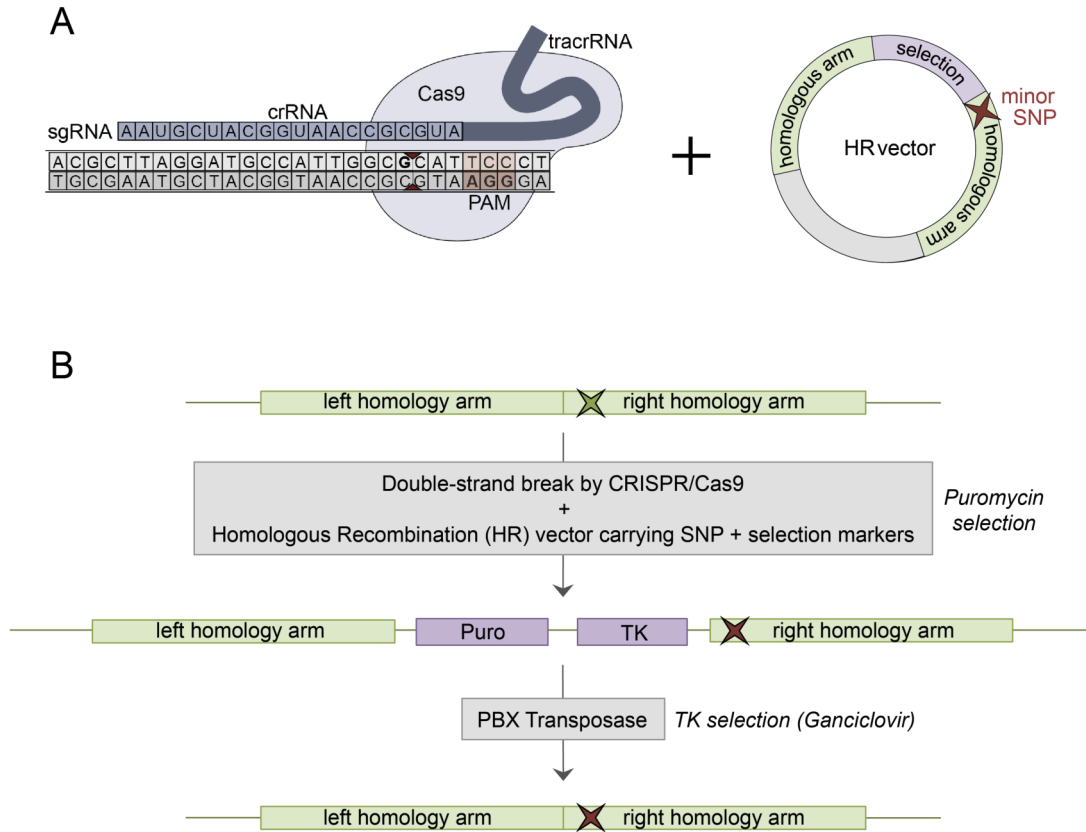 A
tracrRNA
Cas9
crRNA
sgRNA
AAUGCUACGGUAACCGCGUA
ACGCTTAGGATGCCATTGGCGCATTCCCT
TGCGAATGCTACGGTAACCGCGTAAGGGA
PAM
+
homologous arm
selection
minor
SNP
HR vector
homologous arm
B
left homology arm
right homology arm
Double-strand break by CRISPR/Cas9
+
Homologous Recombination (HR) vector carrying SNP + selection markers
Puromycin
selection
left homology arm
Puro
TK
right homology arm
PBX Transposase
TK selection (Ganciclovir)
left homology arm
right homology arm